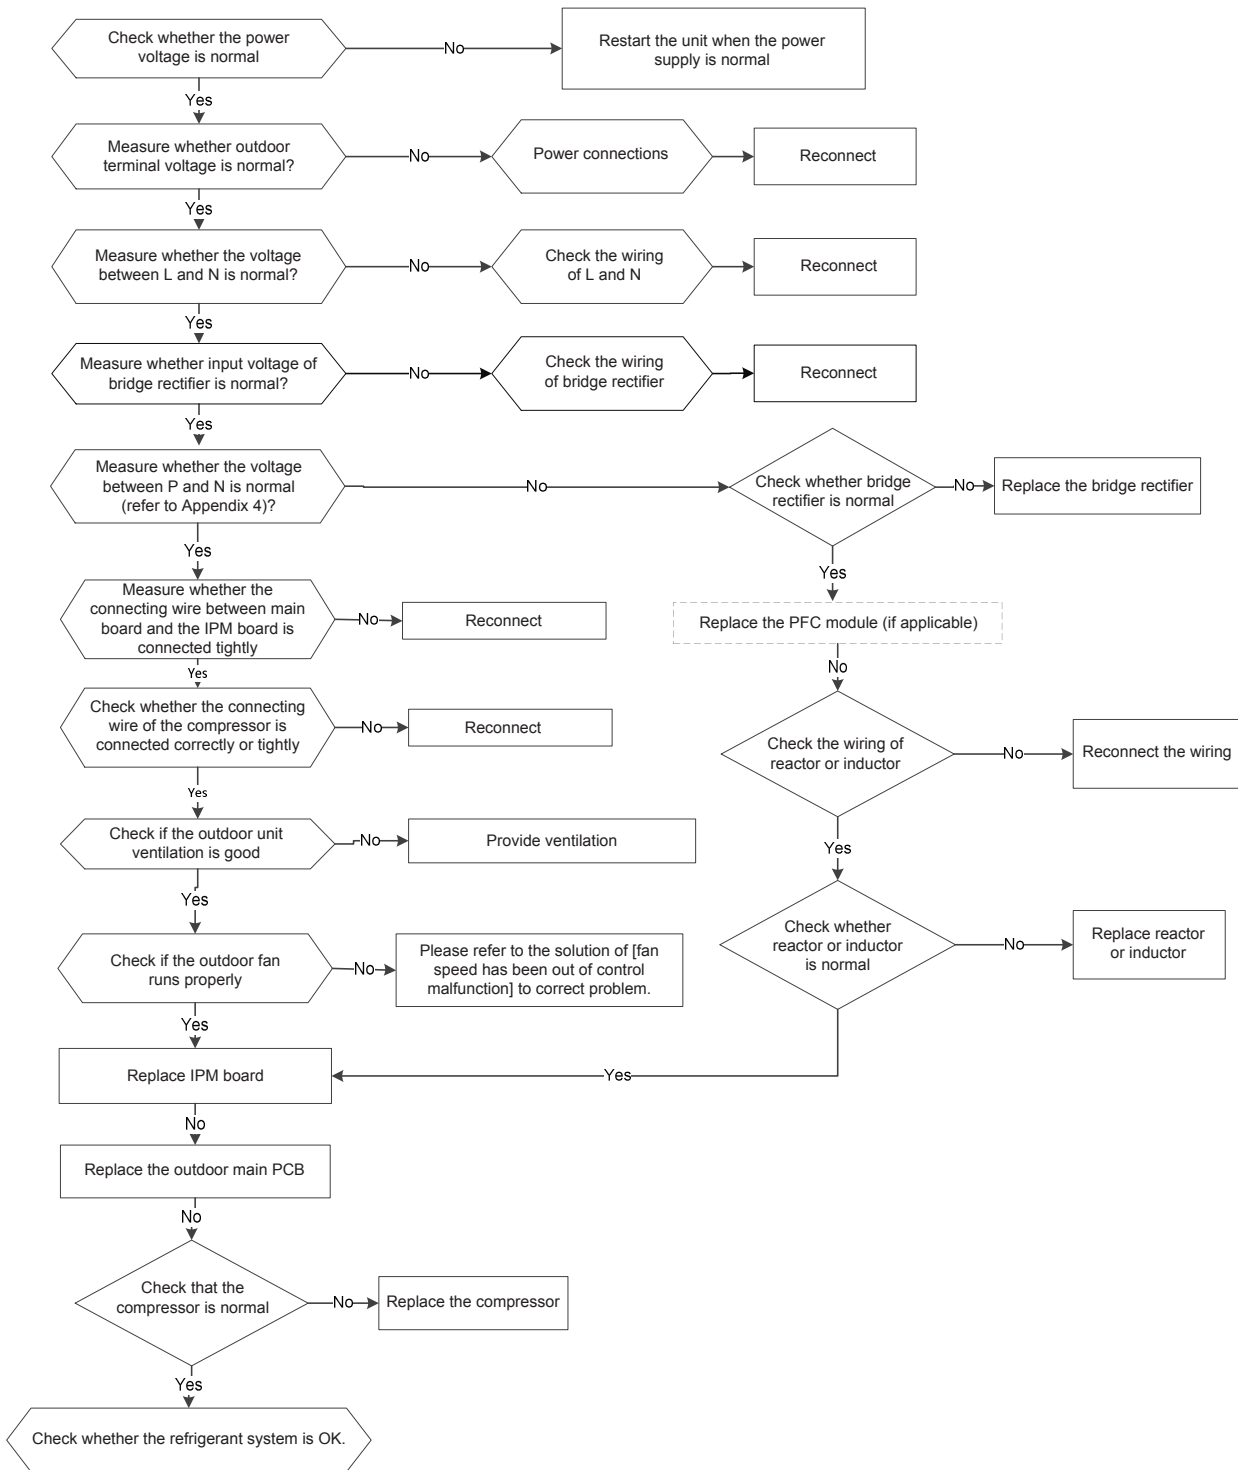 Check whether the power
voltage is normal
No
Restart the unit when the power
supply is normal
Yes
Measure whether outdoor
terminal voltage is normal?
No
Power connections
Reconnect
Yes
Measure whether the voltage
between L and N is normal?
No
Check the wiring
of L and N
Reconnect
Yes
Measure whether input voltage of
bridge rectifier is normal?
No
Check the wiring
of bridge rectifier
Reconnect
Yes
Measure whether the voltage
between P and N is normal
(refer to Appendix 4)?
No
Check whether bridge
rectifier is normal
No
Replace the bridge rectifier
Yes
Yes
Measure whether the
connecting wire between main
board and the IPM board is
connected tightly
No
Reconnect
Replace the PFC module (if applicable)
No
Yes
Check whether the connecting
wire of the compressor is
connected correctly or tightly
No
Reconnect
Check the wiring of
reactor or inductor
No
Reconnect the wiring
Yes
Check if the outdoor unit
ventilation is good
No
Provide ventilation
Yes
Yes
Check whether
reactor or inductor
is normal
No
Replace reactor
or inductor
Check if the outdoor fan
runs properly
No
Please refer to the solution of [fan
speed has been out of control
malfunction] to correct problem.
Yes
Replace IPM board
Yes
No
Replace the outdoor main PCB
No
Check that the
compressor is normal
No
Replace the compressor
Yes
Check whether the refrigerant system is OK.